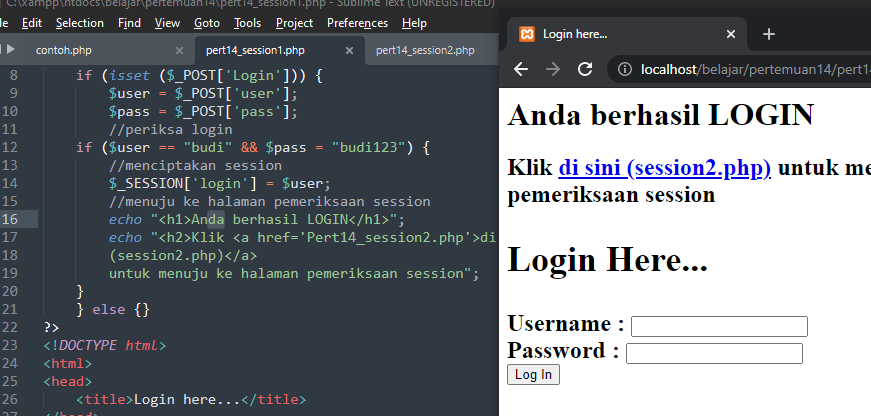 C:\xampp\htdocs\belajar\pertemuan14\pert14_session1.php - Sublime Text (UNREGISTERED)
Edit Selection Find View Goto Tools Project Preferences Help
contoh.php × pert14_session1.php × pert14_session2.php
8 if (isset ($_POST['Login'])) {
9 $user = $_POST['user'];
10 $pass = $_POST['pass'];
11 //periksa login
12 if ($user == "budi" && $pass = "budi123") {
13 //menciptakan session
14 $_SESSION['login'] = $user;
15 //menuju ke halaman pemeriksaan session
16 echo "<h1>Anda berhasil LOGIN</h1>";
17 echo "<h2>Klik <a href='Pert14_session2.php'>di
18 (session2.php)</a>
19 untuk menuju ke halaman pemeriksaan session";
20 }
21 } else {}
22 ?>
23 <!DOCTYPE html>
24 <html>
25 <head>
26 <title>Login here...</title>
27 </head>
Login here... ×
localhost/belajar/pertemuan14/pert1
Anda berhasil LOGIN
Klik di sini (session2.php) untuk me
pemeriksaan session
Login Here...
Username :
Password :
Log In